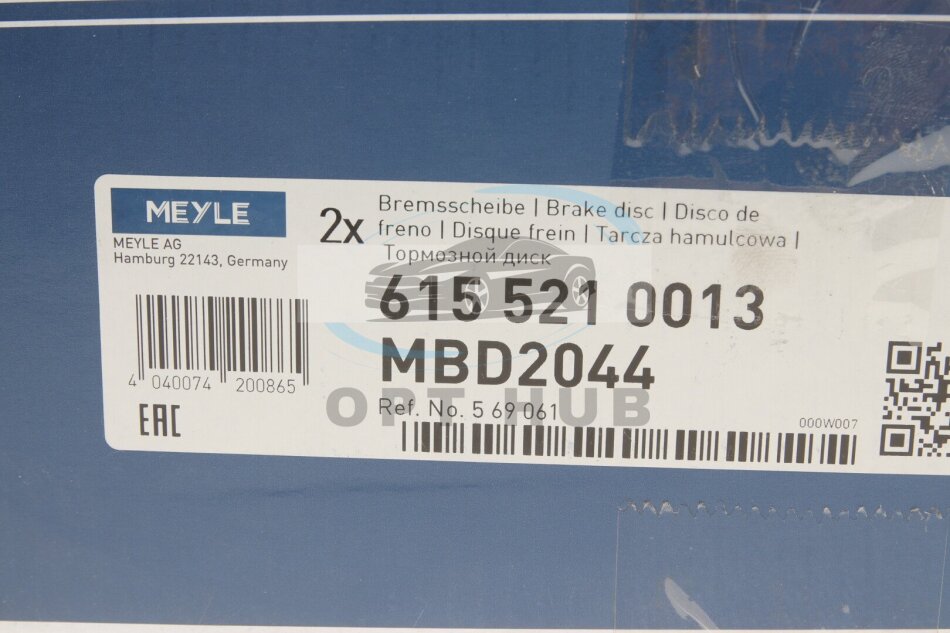 MEYLE
MEYLE AG
Hamburg 22143, Germany
4 040074 200865
EAC
2x
Bremsscheibe | Brake disc | Disco de
freno | Disque frein | Tarcza hamulcowa |
Тормозной диск
615 521 0013
MBD2044
Ref. No. 5 69 061
000W007
OPT HUB